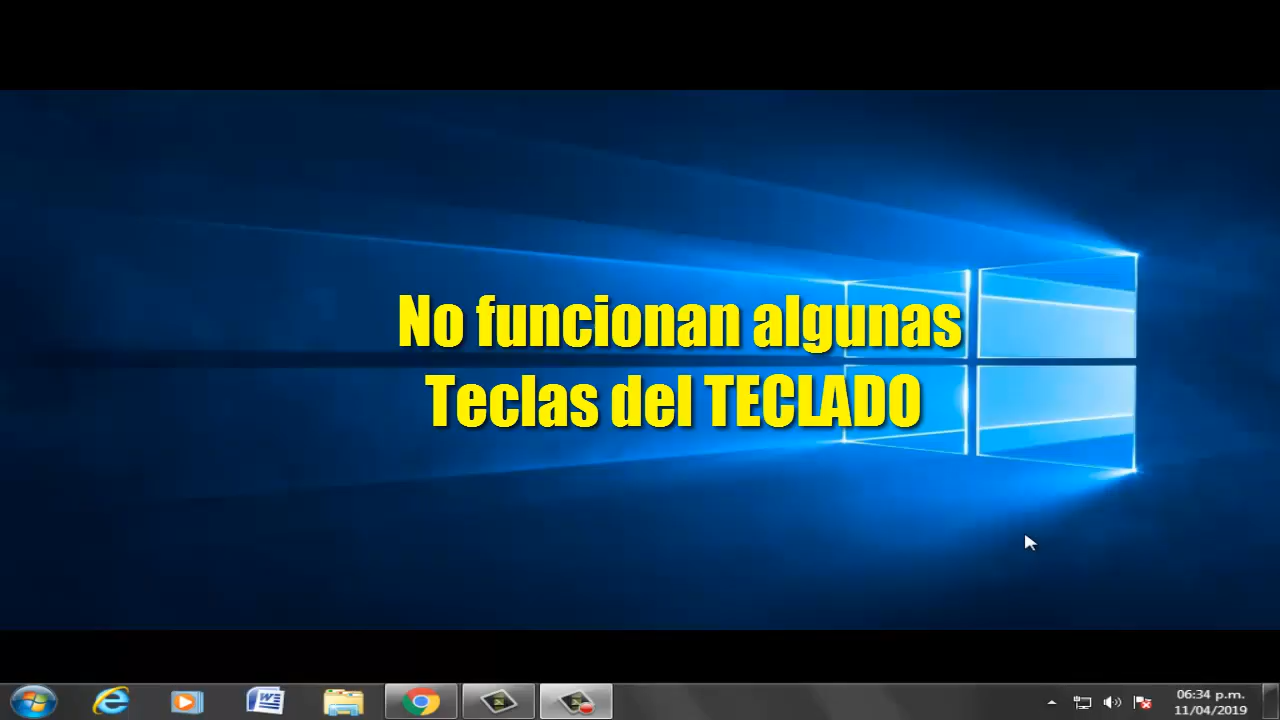 No funcionan algunas
Teclas del TECLADO
06:34 p.m.
11/04/2019